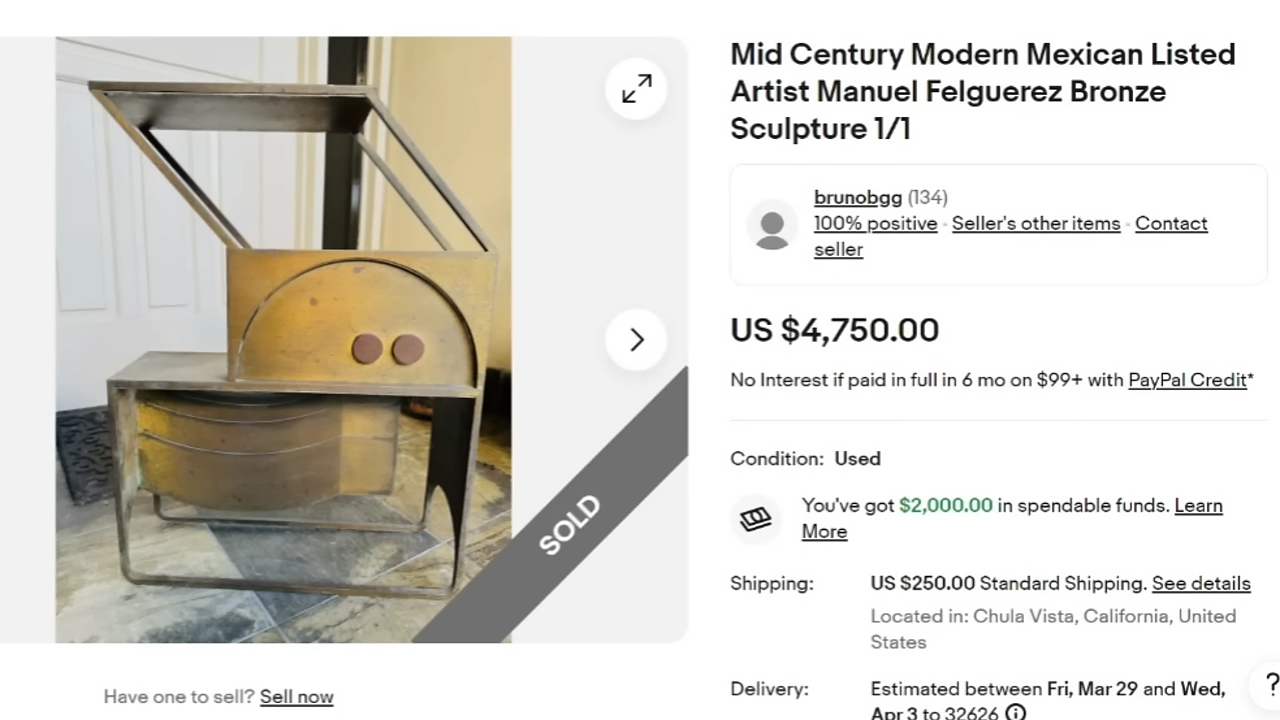 Mid Century Modern Mexican Listed
Artist Manuel Felguerez Bronze
Sculpture 1/1
brunobgg (134)
100% positive · Seller's other items · Contact
seller
US $4,750.00
No Interest if paid in full in 6 mo on $99+ with PayPal Credit*
Condition: Used
You've got $2,000.00 in spendable funds. Learn
More
Shipping: US $250.00 Standard Shipping. See details
Located in: Chula Vista, California, United
States
Delivery: Estimated between Fri, Mar 29 and Wed,
Apr 3 to 32626
SOLD
Have one to sell? Sell now
?